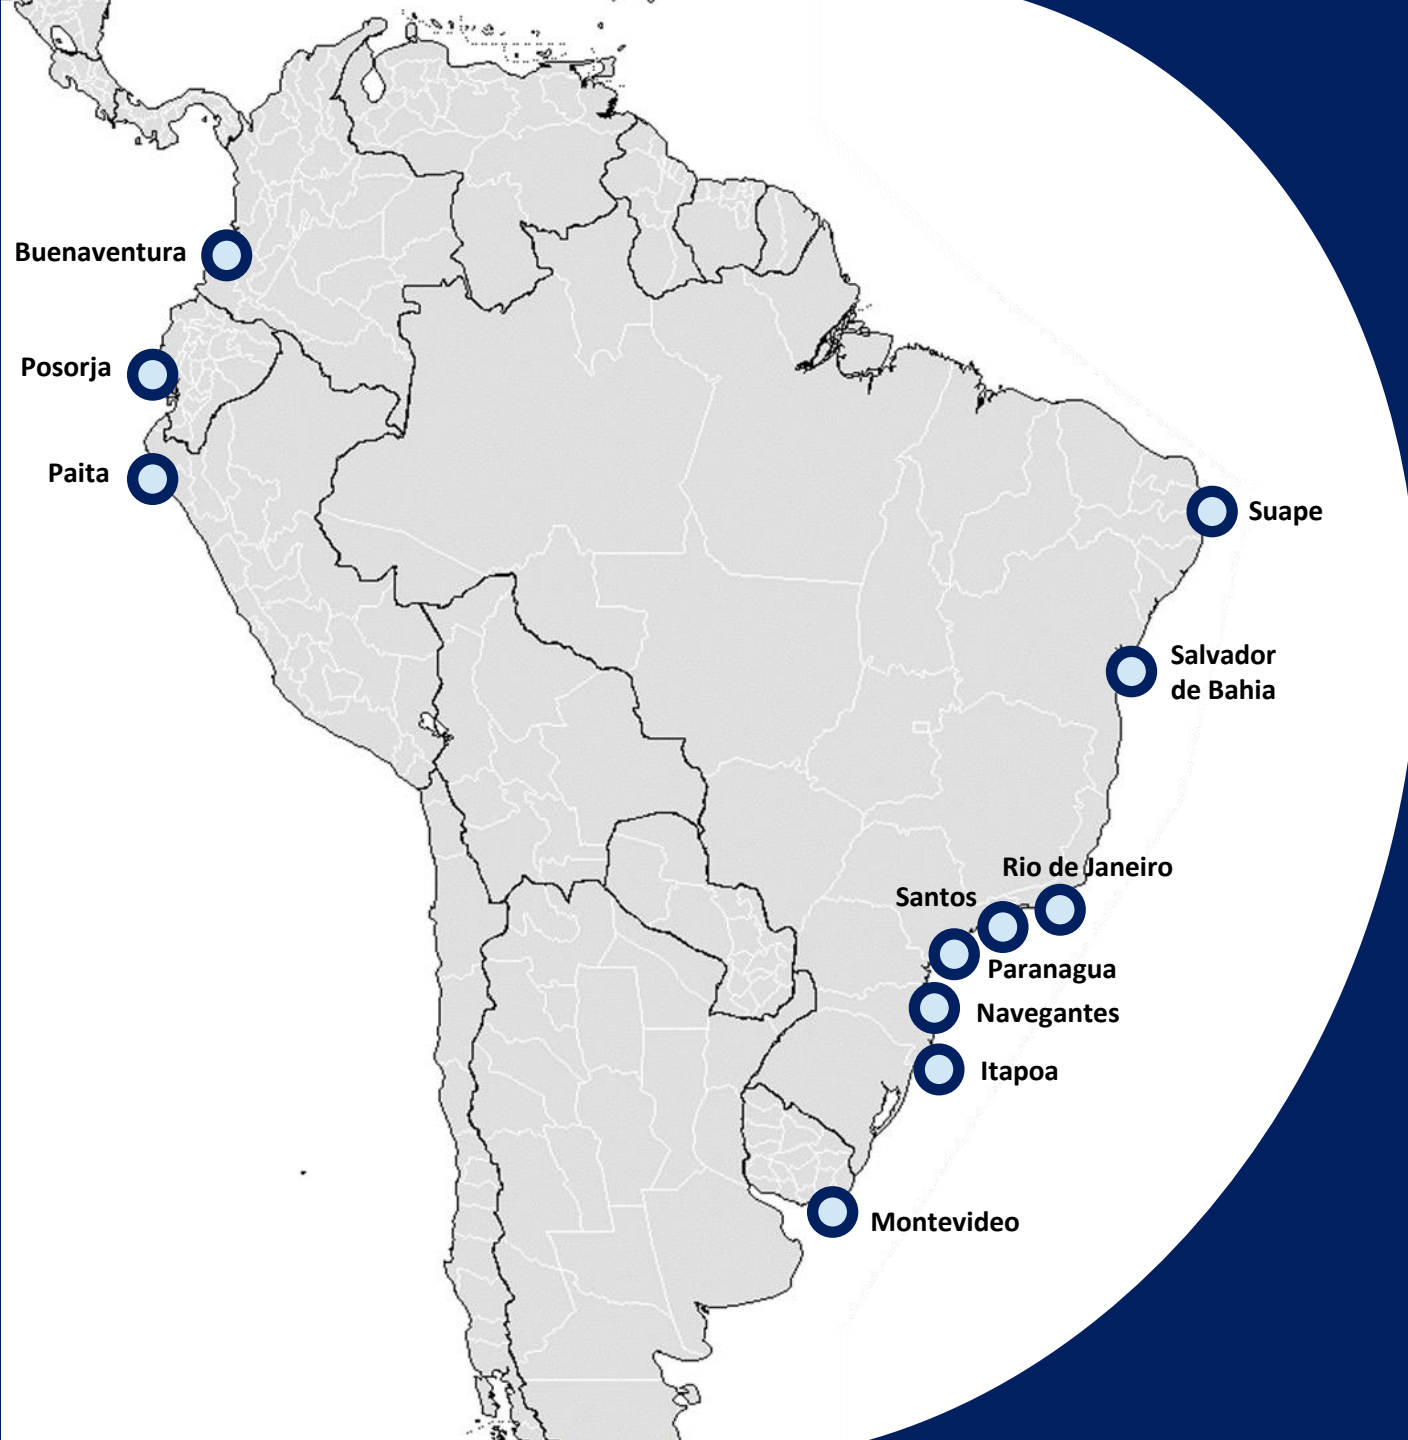 Buenaventura
Posorja
Paita
Suape
Salvador
de Bahia
Rio de Janeiro
Santos
Paranagua
Navegantes
Itapoa
Montevideo